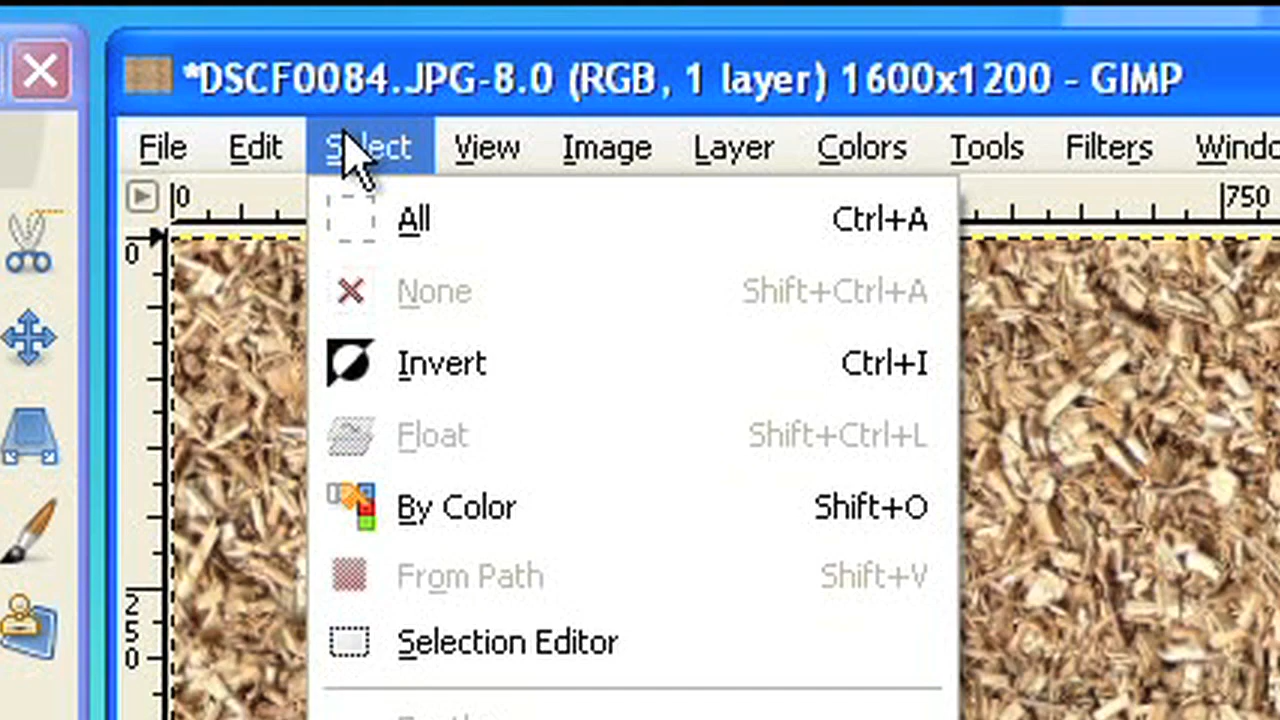 *DSCF0084.JPG-8.0 (RGB, 1 layer) 1600x1200 - GIMP
File Edit Select View Image Layer Colors Tools Filters
0 750
0
All Ctrl+A
None Shift+Ctrl+A
Invert Ctrl+I
Float Shift+Ctrl+L
By Color Shift+O
From Path Shift+V
250
Selection Editor